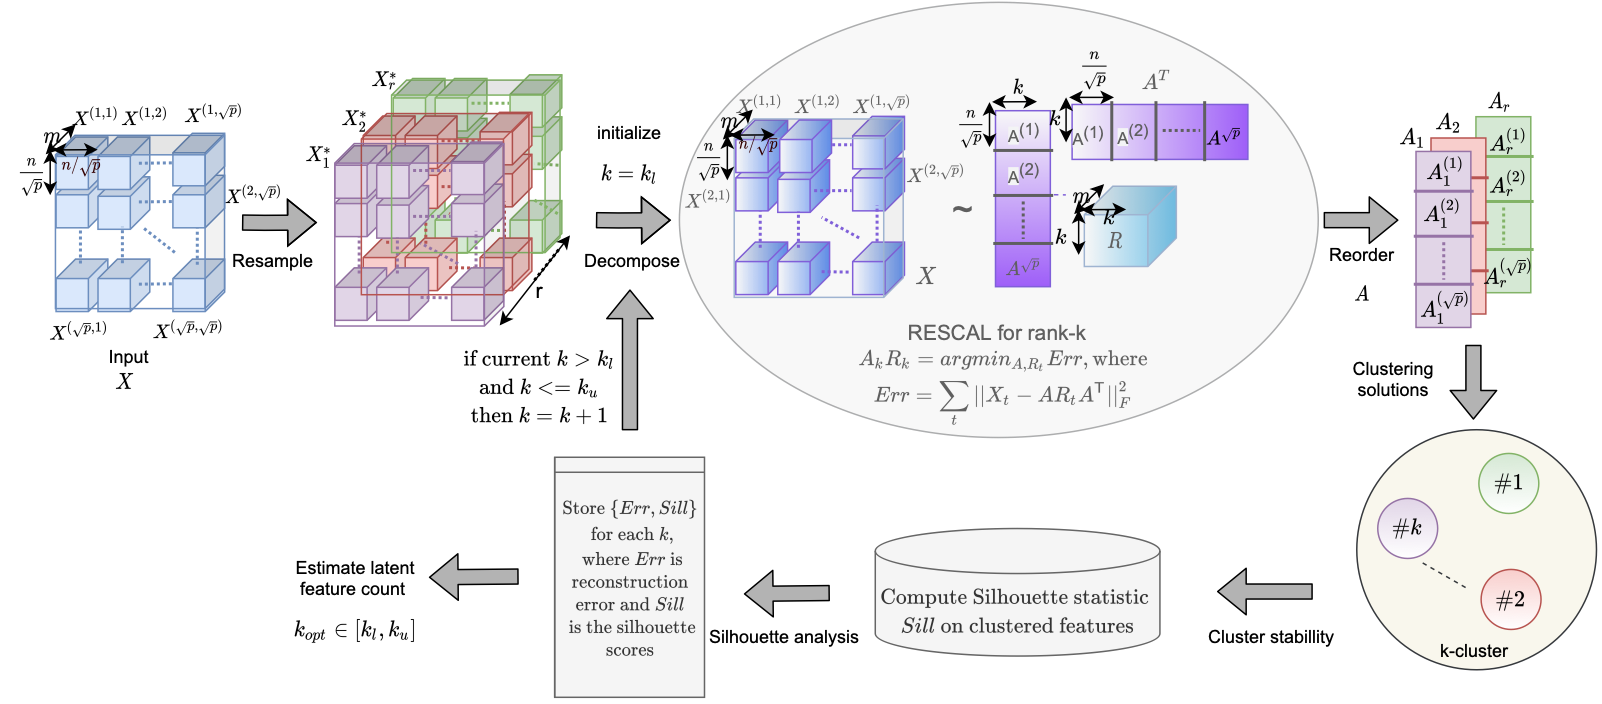 $X^{(1,1)}$ $X^{(1,2)}$ $X^{(1,\sqrt{p})}$
$m$
$n/\sqrt{p}$
$\frac{n}{\sqrt{p}}$
$X^{(2,\sqrt{p})}$
$X^{(\sqrt{p},1)}$ $X^{(\sqrt{p},\sqrt{p})}$
Input
$X$
Resample
$X_r^*$
$X_2^*$
$X_1^*$
r
initialize
$k = k_l$
Decompose
if current $k > k_l$
and $k <= k_u$
then $k = k + 1$
$X^{(1,1)}$ $X^{(1,2)}$ $X^{(1,\sqrt{p})}$
$m$
$n/\sqrt{p}$
$\frac{n}{\sqrt{p}}$
$X^{(2,1)}$
$X^{(2,\sqrt{p})}$
$X$
~
$k$
$\frac{n}{\sqrt{p}}$
$A^{(1)}$
$A^{(2)}$
$A^{\sqrt{p}}$
$\frac{n}{\sqrt{p}}$
$A^T$
$k$
$A^{(1)}$ $A^{(2)}$ $A^{\sqrt{p}}$
$m$
$k$
$k$
$R$
RESCAL for rank-k
$A_k R_k = argmin_{A,R_t} Err$, where
$Err = \sum_t ||X_t - AR_tA^{\mathsf{T}}||_F^2$
Reorder
$A$
$A_r$
$A_2$
$A_1$
$A_r^{(1)}$
$A_r^{(2)}$
$A_r^{(\sqrt{p})}$
$A_1^{(1)}$
$A_1^{(2)}$
$A_1^{(\sqrt{p})}$
Clustering
solutions
#1
#k
#2
k-cluster
Cluster stabillity
Compute Silhouette statistic
$Sill$ on clustered features
Silhouette analysis
Store $\{Err, Sill\}$
for each $k$,
where $Err$ is
reconstruction
error and $Sill$
is the silhouette
scores
Estimate latent
feature count
$k_{opt} \in [k_l, k_u]$